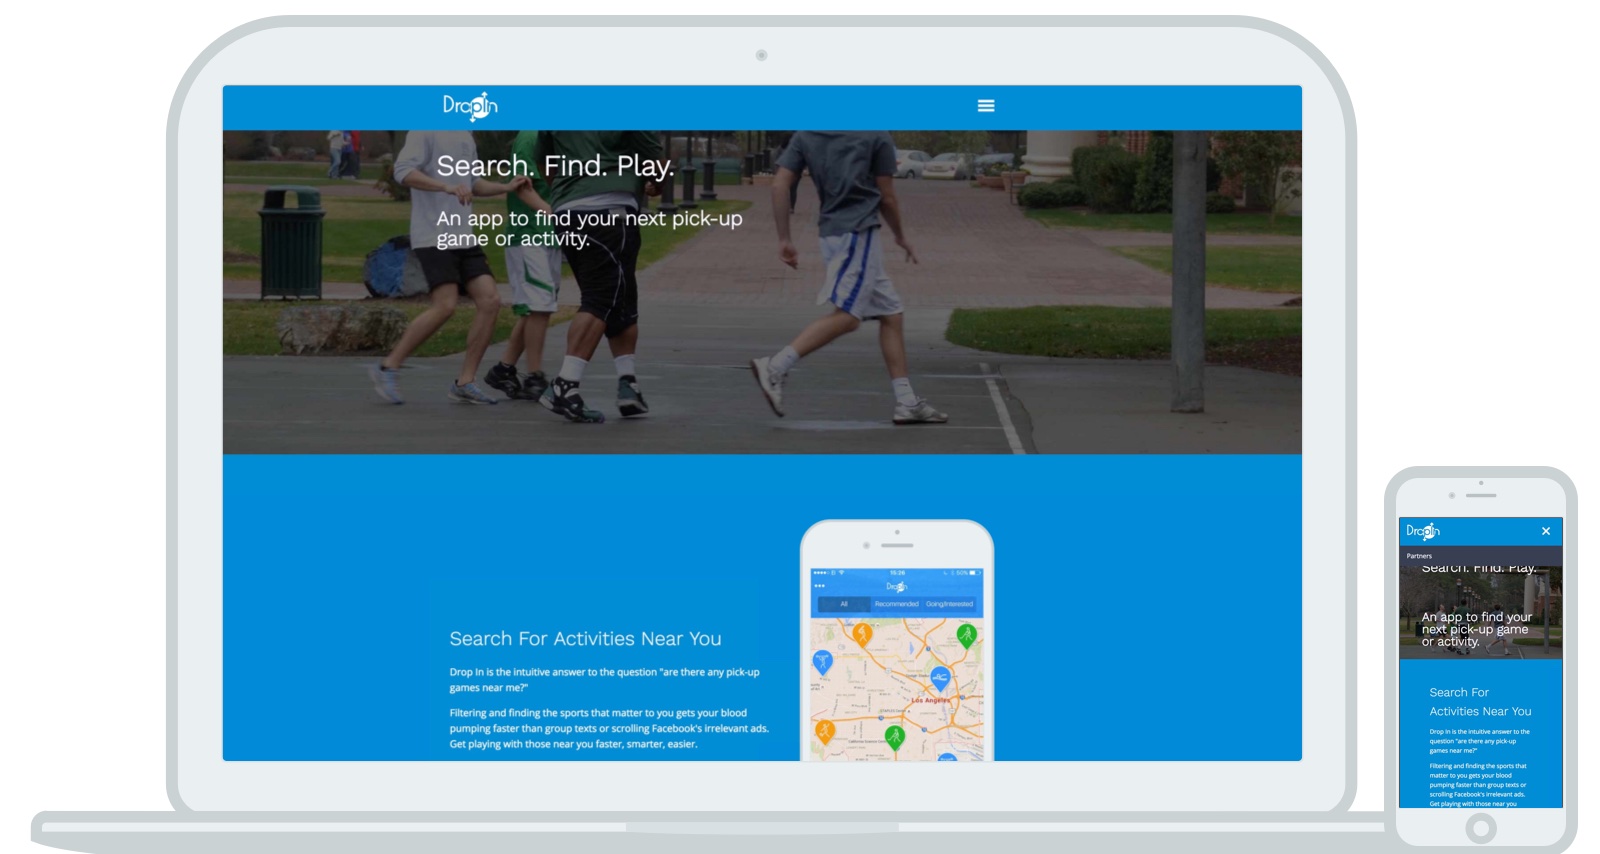 DropIn
Search. Find. Play.
An app to find your next pick-up
game or activity.
Search For Activities Near You
Drop In is the intuitive answer to the question "are there any pick-up
games near me?"
Filtering and finding the sports that matter to you gets your blood
pumping faster than group texts or scrolling Facebook's irrelevant ads.
Get playing with those near you faster, smarter, easier.
15:36
50%
DropIn
All Recommended Going/Interested
Los Angeles
DropIn
Partners
Search. Find. Play.
An app to find your
next pick-up game
or activity.
Search For
Activities Near You
Drop In is the intuitive answer to the
question "are there any pick-up
games near me?"
Filtering and finding the sports that
matter to you gets your blood
pumping faster than group texts or
scrolling Facebook's irrelevant ads.
Get playing with those near you